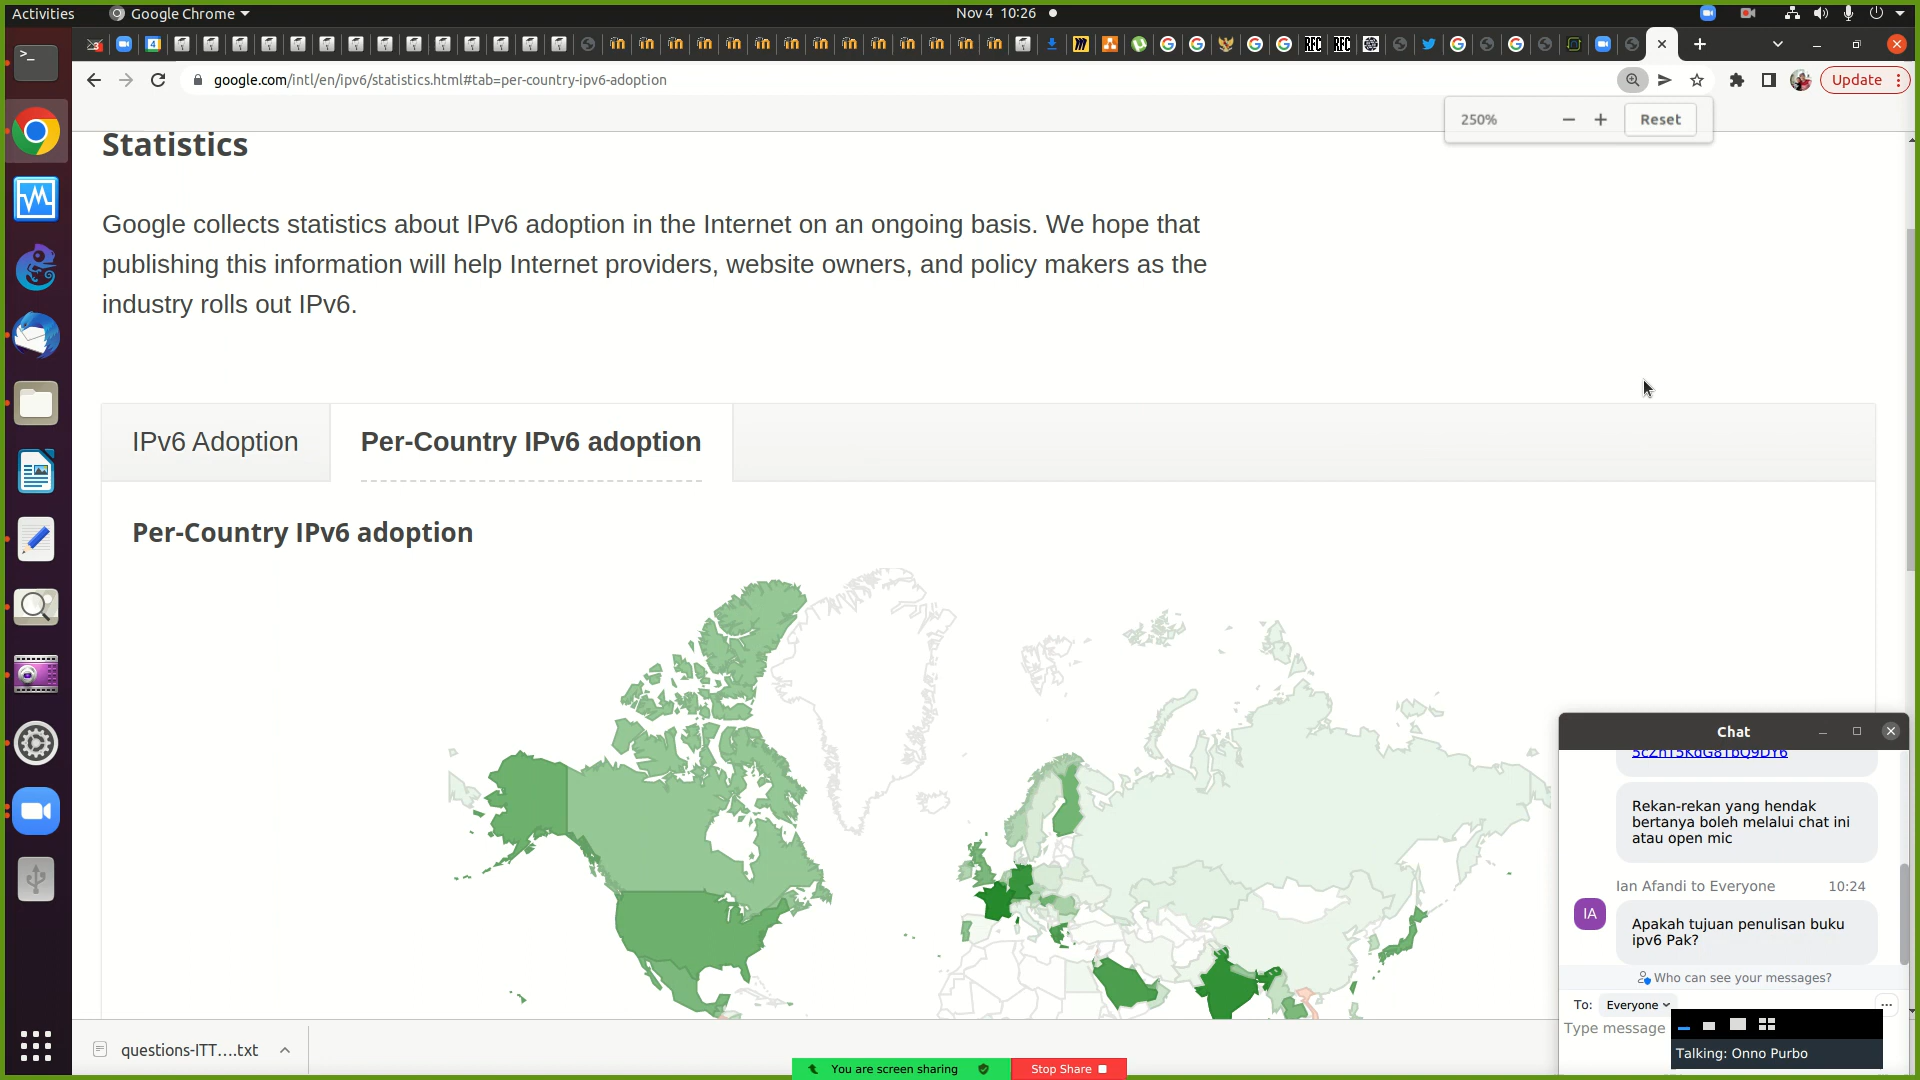 Activities
Google Chrome
Nov 4 10:26
google.com/intl/en/ipv6/statistics.html#tab=per-country-ipv6-adoption
Update
250%
Reset
Statistics
Google collects statistics about IPv6 adoption in the Internet on an ongoing basis. We hope that
publishing this information will help Internet providers, website owners, and policy makers as the
industry rolls out IPv6.
IPv6 Adoption
Per-Country IPv6 adoption
Per-Country IPv6 adoption
Chat
Rekan-rekan yang hendak
bertanya boleh melalui chat ini
atau open mic
Ian Afandi to Everyone 10:24
IA
Apakah tujuan penulisan buku
ipv6 Pak?
Who can see your messages?
To: Everyone
Type message
Talking: Onno Purbo
questions-ITT....txt
You are screen sharing
Stop Share